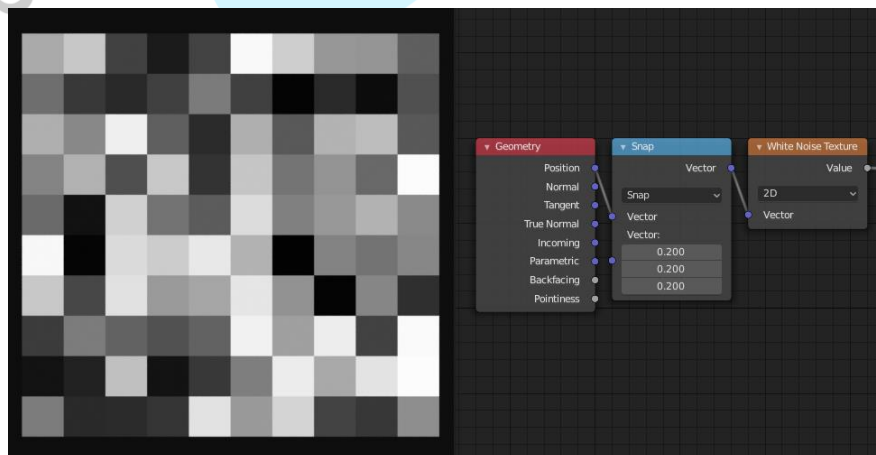 Geometry
Position
Normal
Tangent
True Normal
Incoming
Parametric
Backfacing
Pointiness
Snap
Vector
Snap
Vector
Vector:
0.200
0.200
0.200
White Noise Texture
Value
2D
Vector